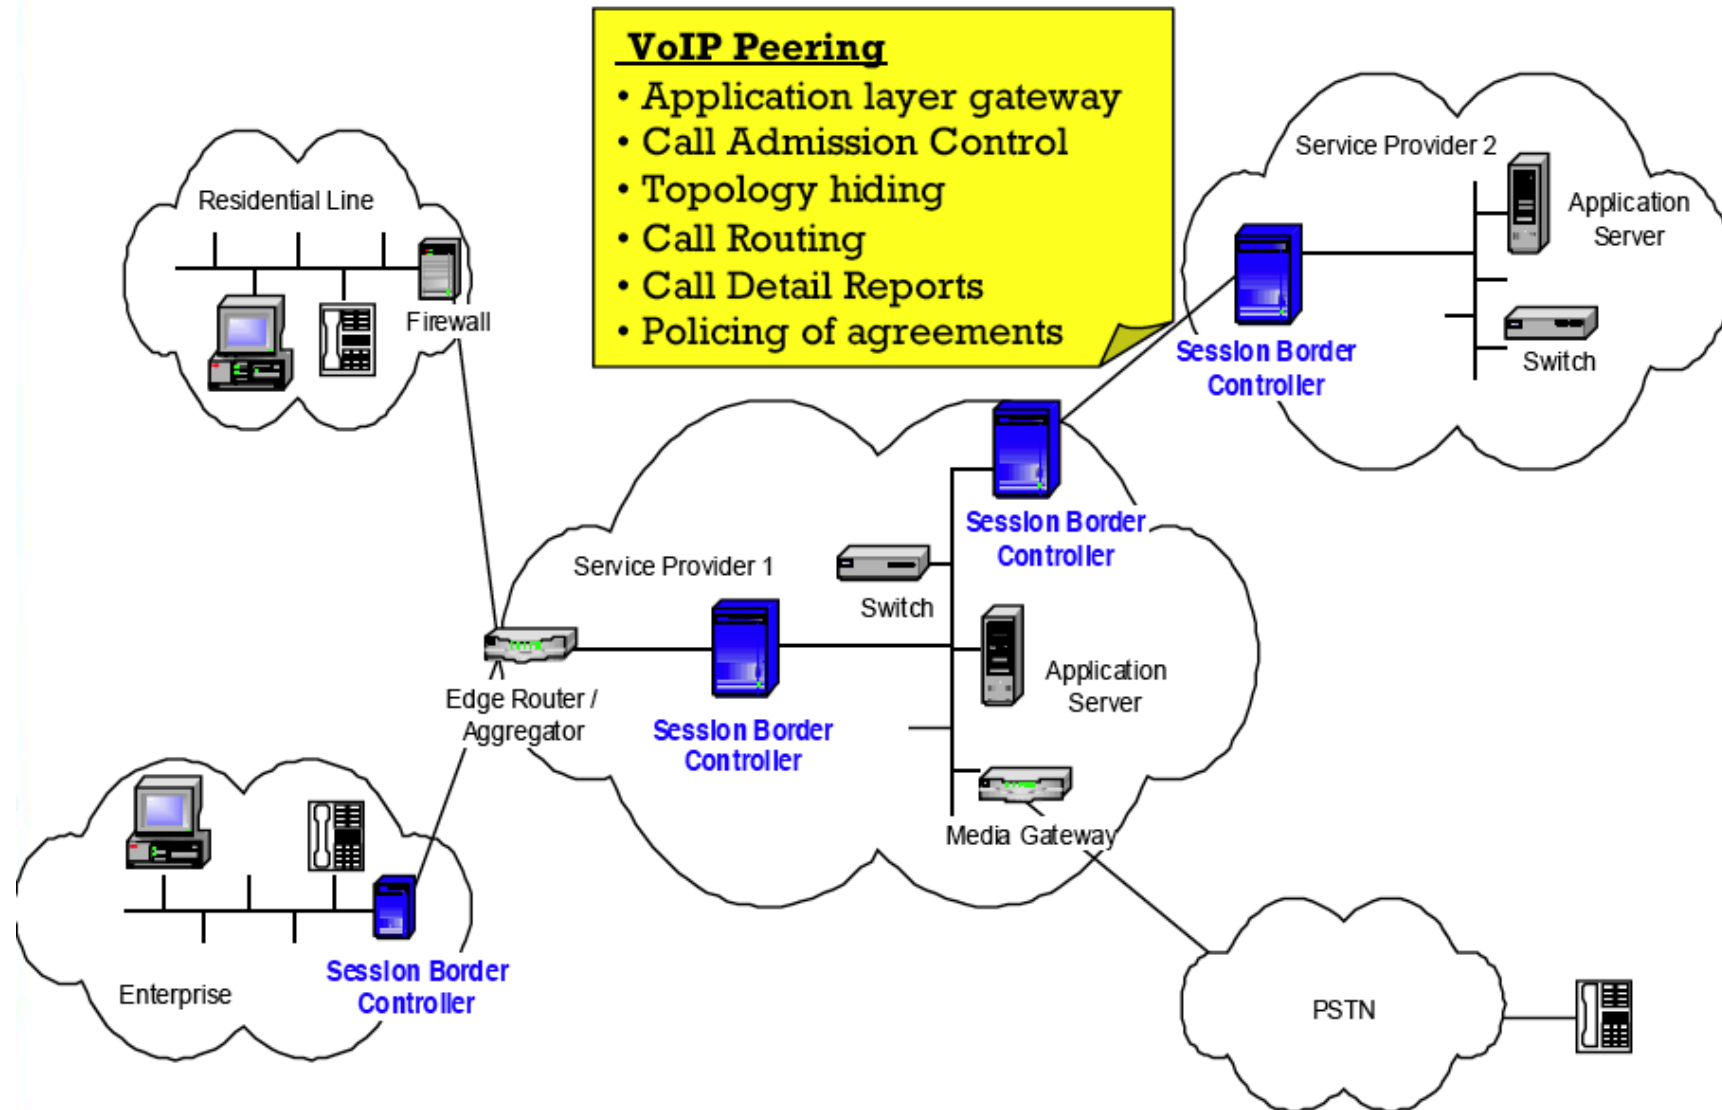 VoIP Peering
• Application layer gateway
• Call Admission Control
• Topology hiding
• Call Routing
• Call Detail Reports
• Policing of agreements
Residential Line
Firewall
Service Provider 2
Application
Server
Session Border
Controller
Switch
Session Border
Controller
Service Provider 1
Switch
Application
Server
Edge Router /
Aggregator
Session Border
Controller
Media Gateway
Session Border
Controller
Enterprise
PSTN